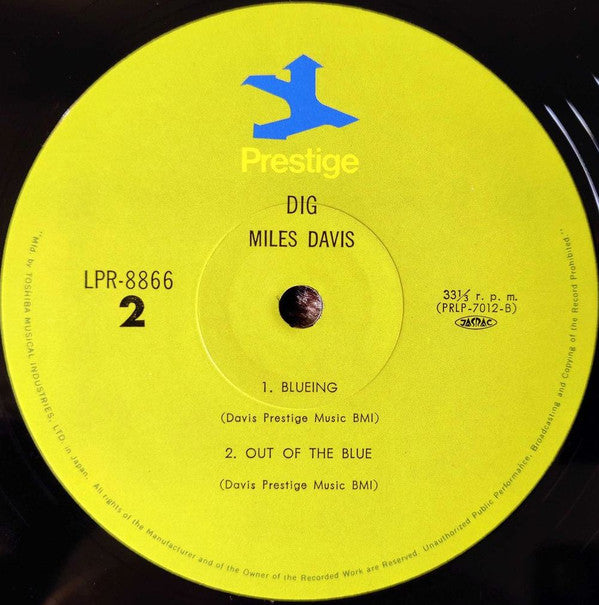 Prestige
DIG
MILES DAVIS
LPR-8866
2
33⅓ r. p. m.
(PRLP-7012-B)
JASRAC
1. BLUEING
(Davis Prestige Music BMI)
2. OUT OF THE BLUE
(Davis Prestige Music BMI)
"Mfd. by TOSHIBA MUSICAL INDUSTRIES, LTD. in Japan. All rights of the Manufacturer and of the Owner of the Recorded Work are Reserved. Unauthorized Public Performance, Broadcasting and Copying of the Record Prohibited."